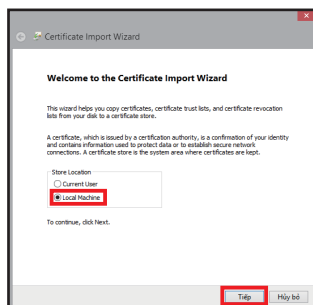 Certificate Import Wizard
Welcome to the Certificate Import Wizard
This wizard helps you copy certificates, certificate trust lists, and certificate revocation
lists from your disk to a certificate store.
A certificate, which is issued by a certification authority, is a confirmation of your identity
and contains information used to protect data or to establish secure network
connections. A certificate store is the system area where certificates are kept.
Store Location
Current User
Local Machine
To continue, click Next.
Tiếp
Hủy bỏ